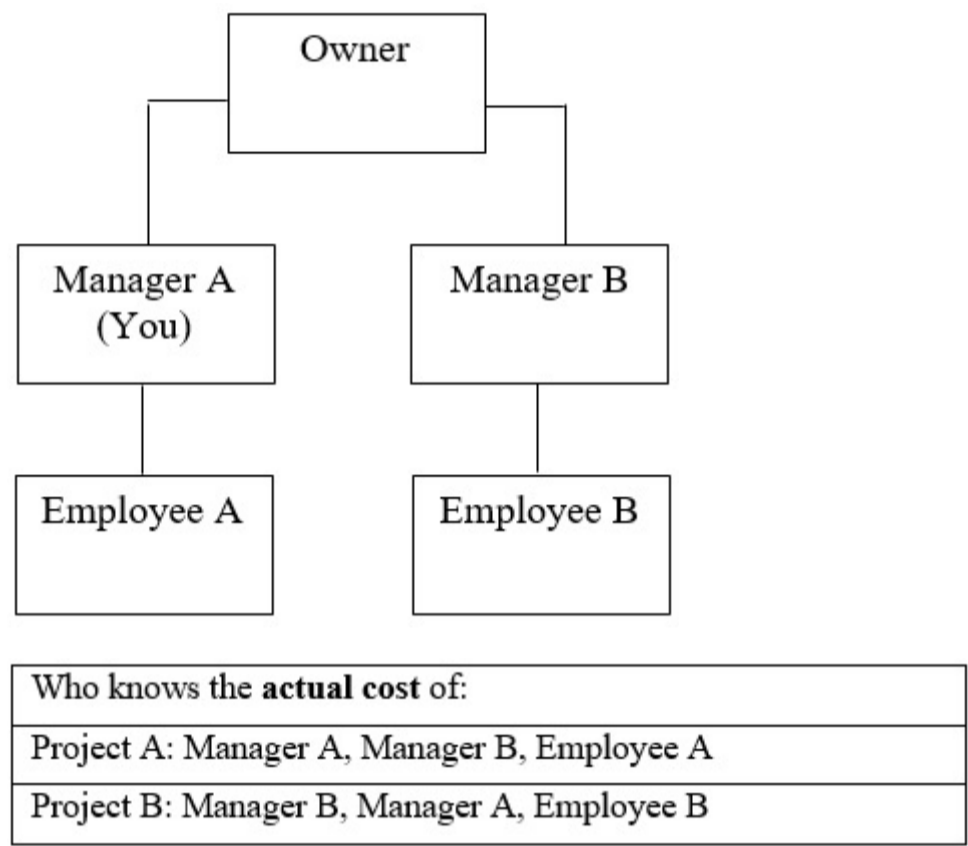 Owner
Manager A
(You)
Manager B
Employee A
Employee B
Who knows the actual cost of:
Project A: Manager A, Manager B, Employee A
Project B: Manager B, Manager A, Employee B